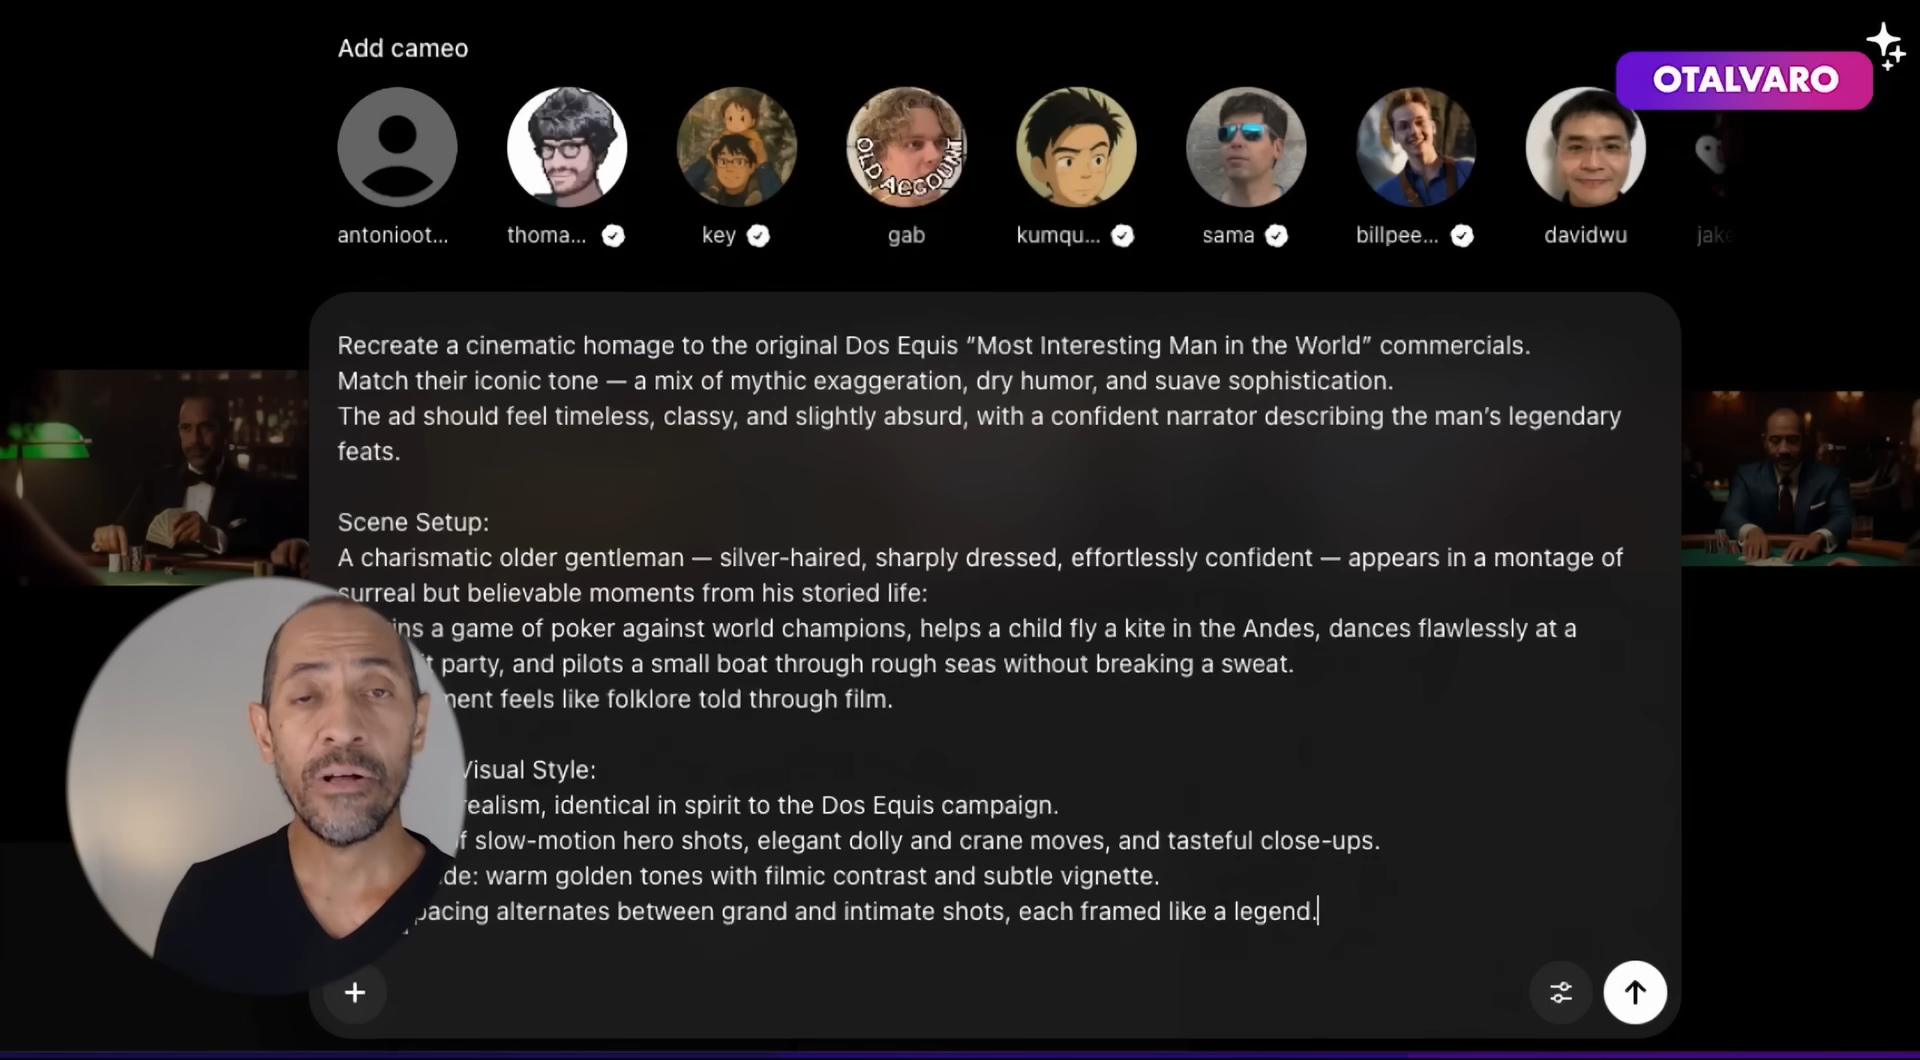 Add cameo
OTALVARO
antonioot...
thoma...
key
gab
kumqu...
sama
billpee...
davidwu
jake
OLD ACCOUNT
Recreate a cinematic homage to the original Dos Equis “Most Interesting Man in the World” commercials.
Match their iconic tone — a mix of mythic exaggeration, dry humor, and suave sophistication.
The ad should feel timeless, classy, and slightly absurd, with a confident narrator describing the man’s legendary
feats.
Scene Setup:
A charismatic older gentleman — silver-haired, sharply dressed, effortlessly confident — appears in a montage of
surreal but believable moments from his storied life:
a game of poker against world champions, helps a child fly a kite in the Andes, dances flawlessly at a
party, and pilots a small boat through rough seas without breaking a sweat.
feels like folklore told through film.
Visual Style:
realism, identical in spirit to the Dos Equis campaign.
slow-motion hero shots, elegant dolly and crane moves, and tasteful close-ups.
warm golden tones with filmic contrast and subtle vignette.
pacing alternates between grand and intimate shots, each framed like a legend.